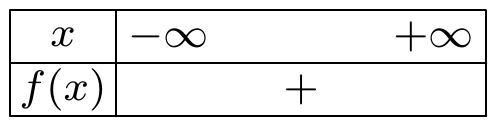 x −∞ +∞
f(x) +